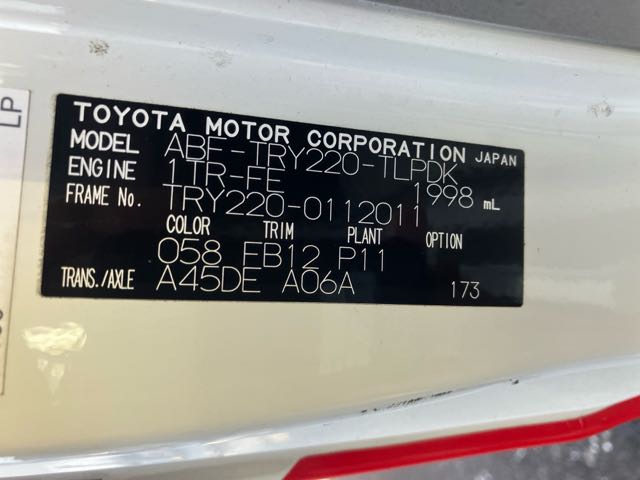 LP
TOYOTA MOTOR CORPORATION JAPAN
MODEL ABF-TRY220-TLPDK
ENGINE 1TR-FE 1998 mL
FRAME No. TRY220-0112011
COLOR TRIM PLANT OPTION
058 FB12 P11
TRANS./AXLE A45DE A06A 173